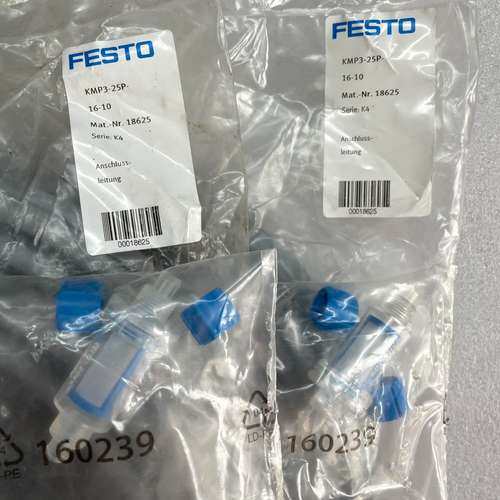 FESTO
KMP3-25P-
16-10
Mat.-Nr. 18625
Serie: K4
Anschluss-
leitung
00018625
FESTO
KMP3-25P-
16-10
Mat.-Nr. 18625
Serie: K4
Anschluss-
leitung
00018625
160239
PE
160239